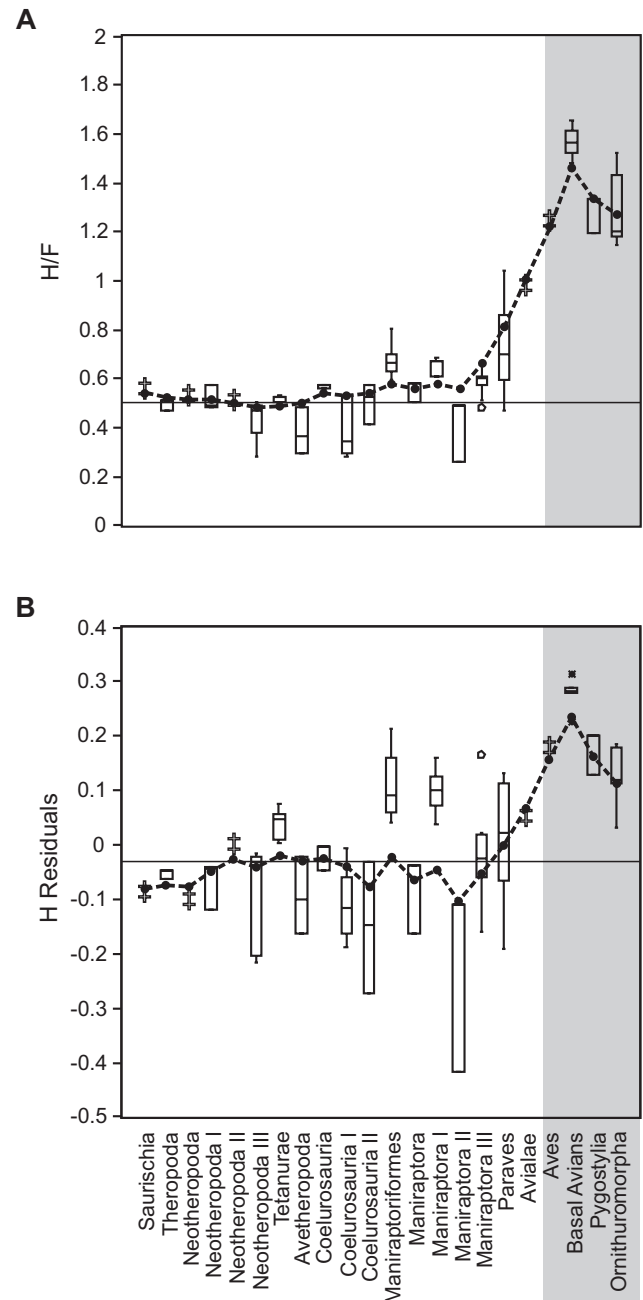 A
2
1.8
1.6
1.4
1.2
1
0.8
0.6
0.4
0.2
0
H/F
B
0.4
0.3
0.2
0.1
0
-0.1
-0.2
-0.3
-0.4
-0.5
H Residuals
Saurischia
Theropoda
Neotheropoda
Neotheropoda I
Neotheropoda II
Neotheropoda III
Tetanurae
Avetheropoda
Coelurosauria
Coelurosauria I
Coelurosauria II
Maniraptoriformes
Maniraptora
Maniraptora I
Maniraptora II
Maniraptora III
Paraves
Avialae
Aves
Basal Avians
Pygostylia
Ornithuromorpha